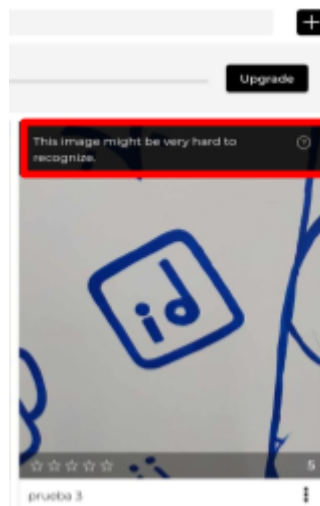 Upgrade
This image might be very hard to
recognize.
id
5
prueba 3